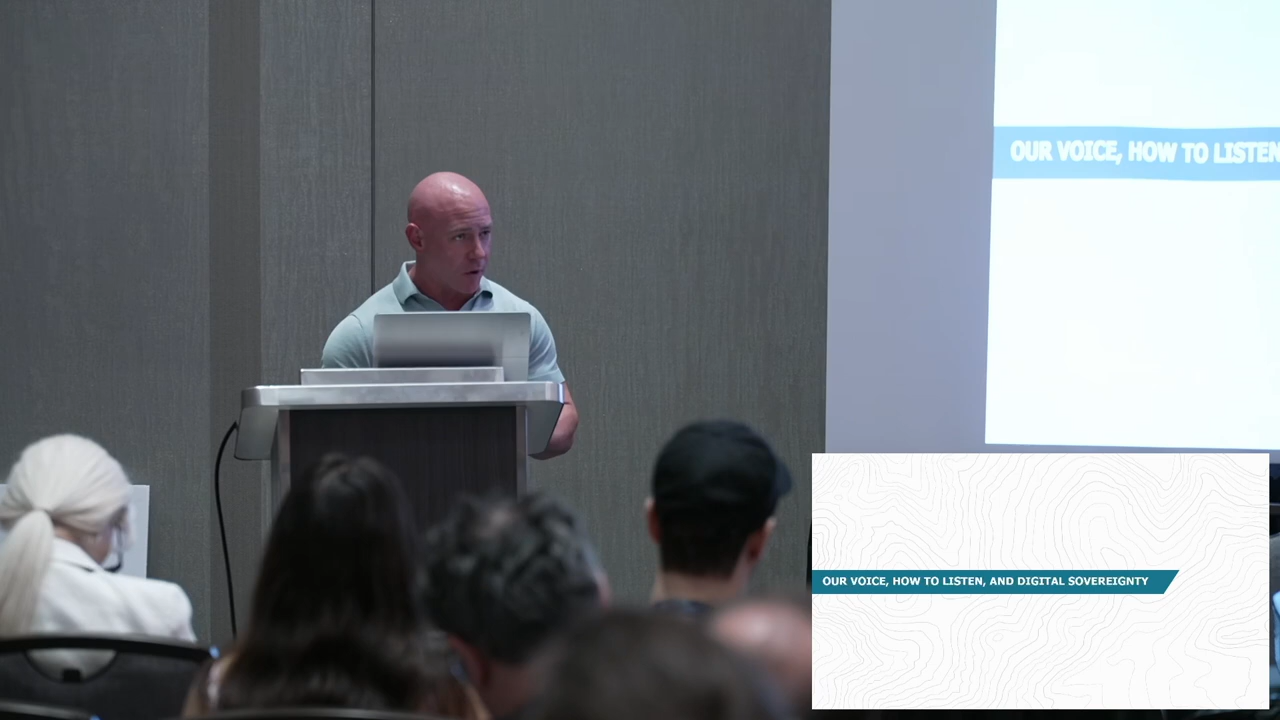 OUR VOICE, HOW TO LISTEN
OUR VOICE, HOW TO LISTEN, AND DIGITAL SOVEREIGNTY